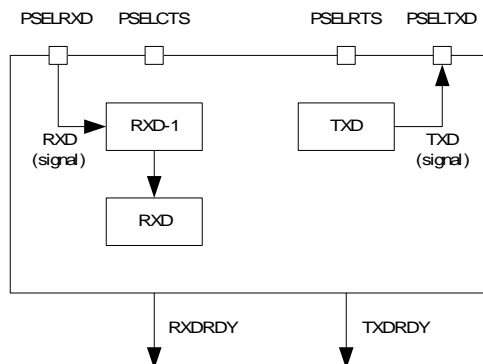 PSELRXD PSELCTS PSELRTS PSELTXD
RXD
(signal)
RXD-1
TXD
TXD
(signal)
RXD
RXDRDY
TXDRDY